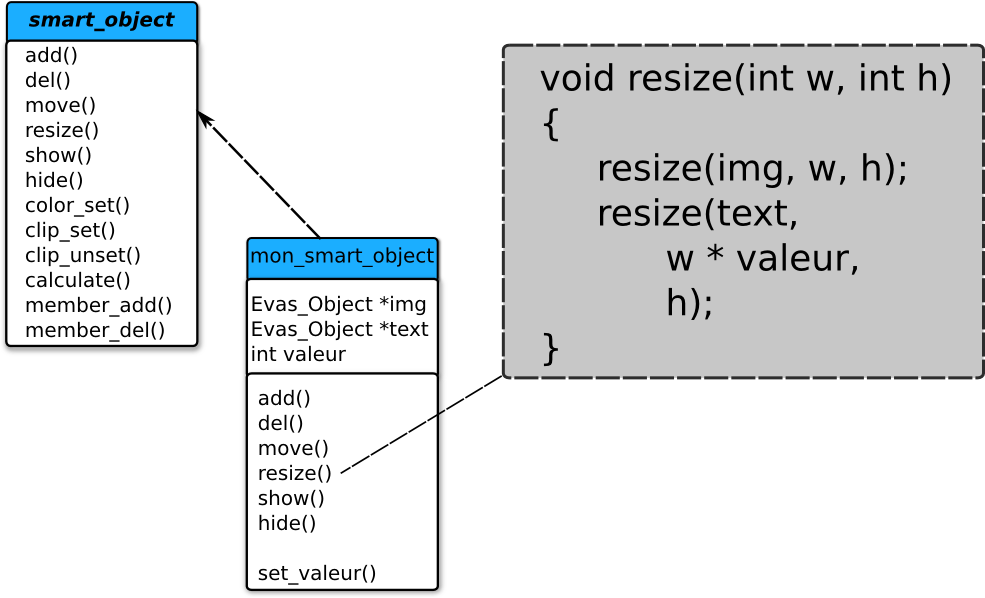 smart_object
add()
del()
move()
resize()
show()
hide()
color_set()
clip_set()
clip_unset()
calculate()
member_add()
member_del()
mon_smart_object
Evas_Object *img
Evas_Object *text
int valeur
add()
del()
move()
resize()
show()
hide()
set_valeur()
void resize(int w, int h)
{
resize(img, w, h);
resize(text,
w * valeur,
h);
}